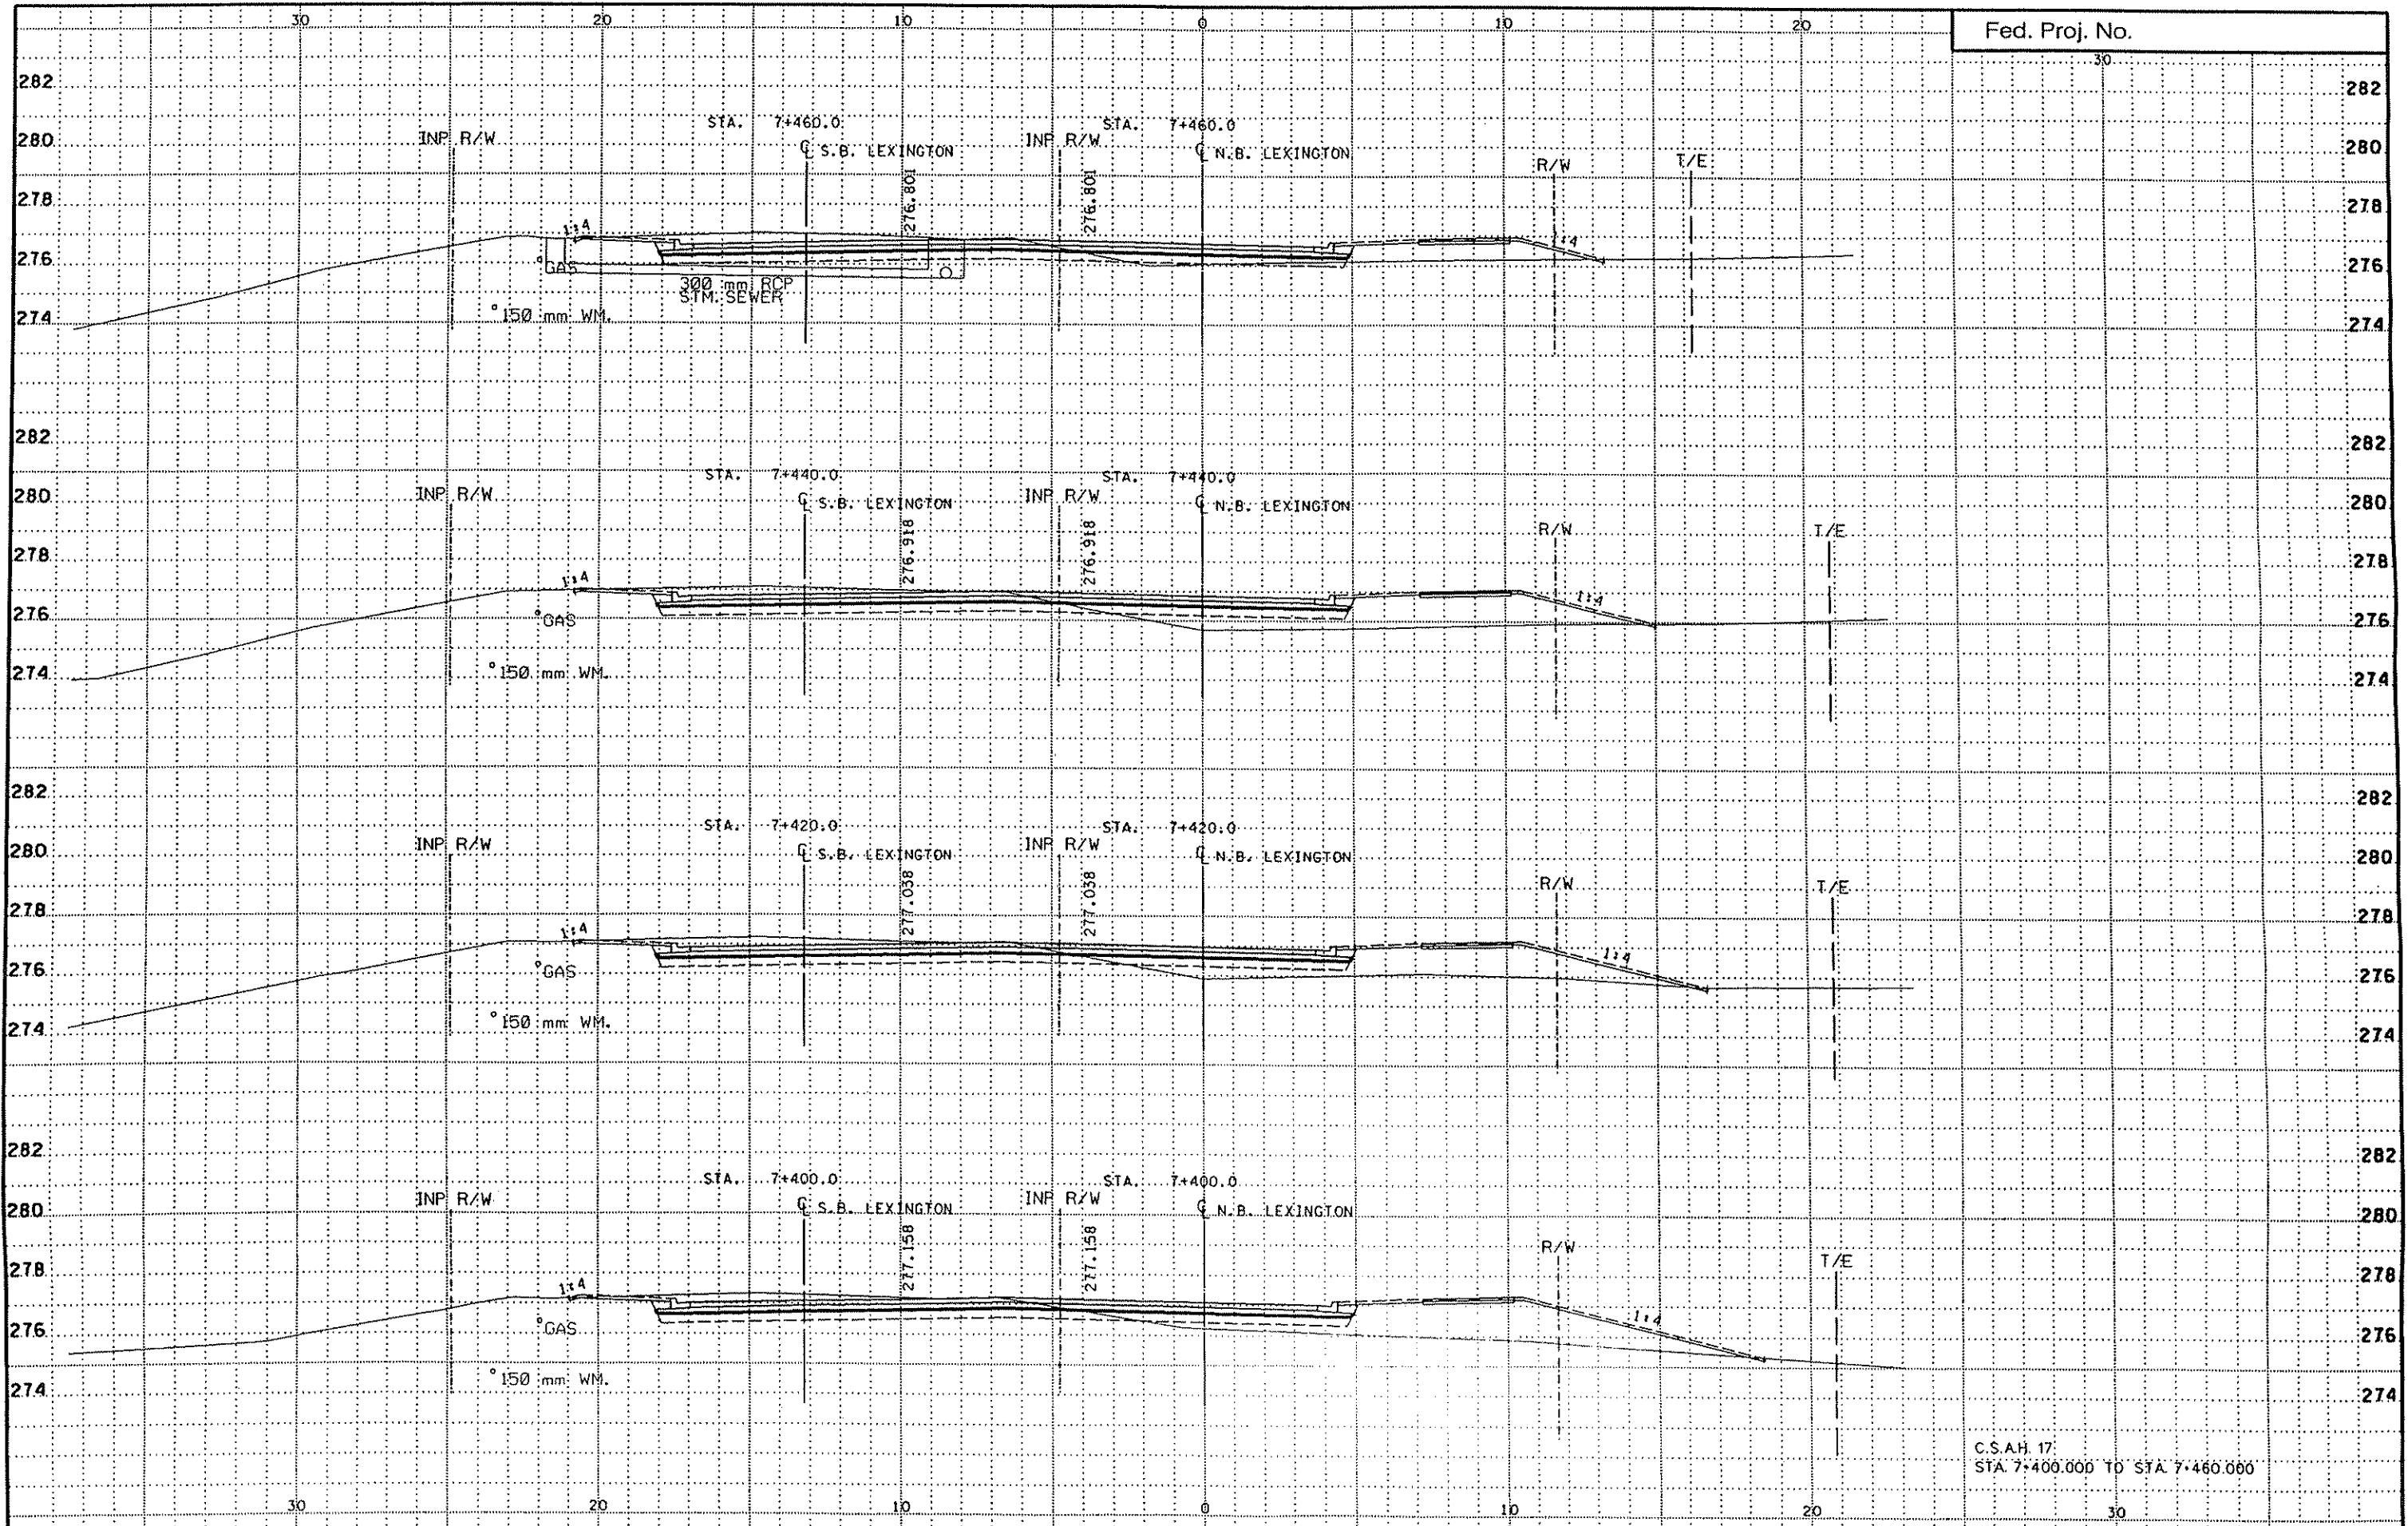 30 20 10 0 10 20
Fed. Proj. No.
30
282 282
STA. 7+460.0 STA. 7+460.0
280 INP R/W ℄ S.B. LEXINGTON INP R/W ℄ N.B. LEXINGTON 280
R/W T/E
276.801 276.801
278 278
1:4 1:4
276 GAS 276
300 mm RCP
STM. SEWER
274 150 mm WM. 274
282 282
STA. 7+440.0 STA. 7+440.0
280 INP R/W ℄ S.B. LEXINGTON INP R/W ℄ N.B. LEXINGTON 280
R/W T/E
276.918 276.918
278 278
1:4 1:4
276 GAS 276
274 150 mm WM. 274
282 282
STA. 7+420.0 STA. 7+420.0
280 INP R/W ℄ S.B. LEXINGTON INP R/W ℄ N.B. LEXINGTON 280
R/W T/E
277.038 277.038
278 278
1:4 1:4
276 GAS 276
274 150 mm WM. 274
282 282
STA. 7+400.0 STA. 7+400.0
280 INP R/W ℄ S.B. LEXINGTON INP R/W ℄ N.B. LEXINGTON 280
R/W T/E
277.158 277.158
278 278
1:4 1:4
276 GAS 276
274 150 mm WM. 274
C.S.A.H. 17
STA. 7+400.000 TO STA. 7+460.000
30 20 10 0 10 20 30